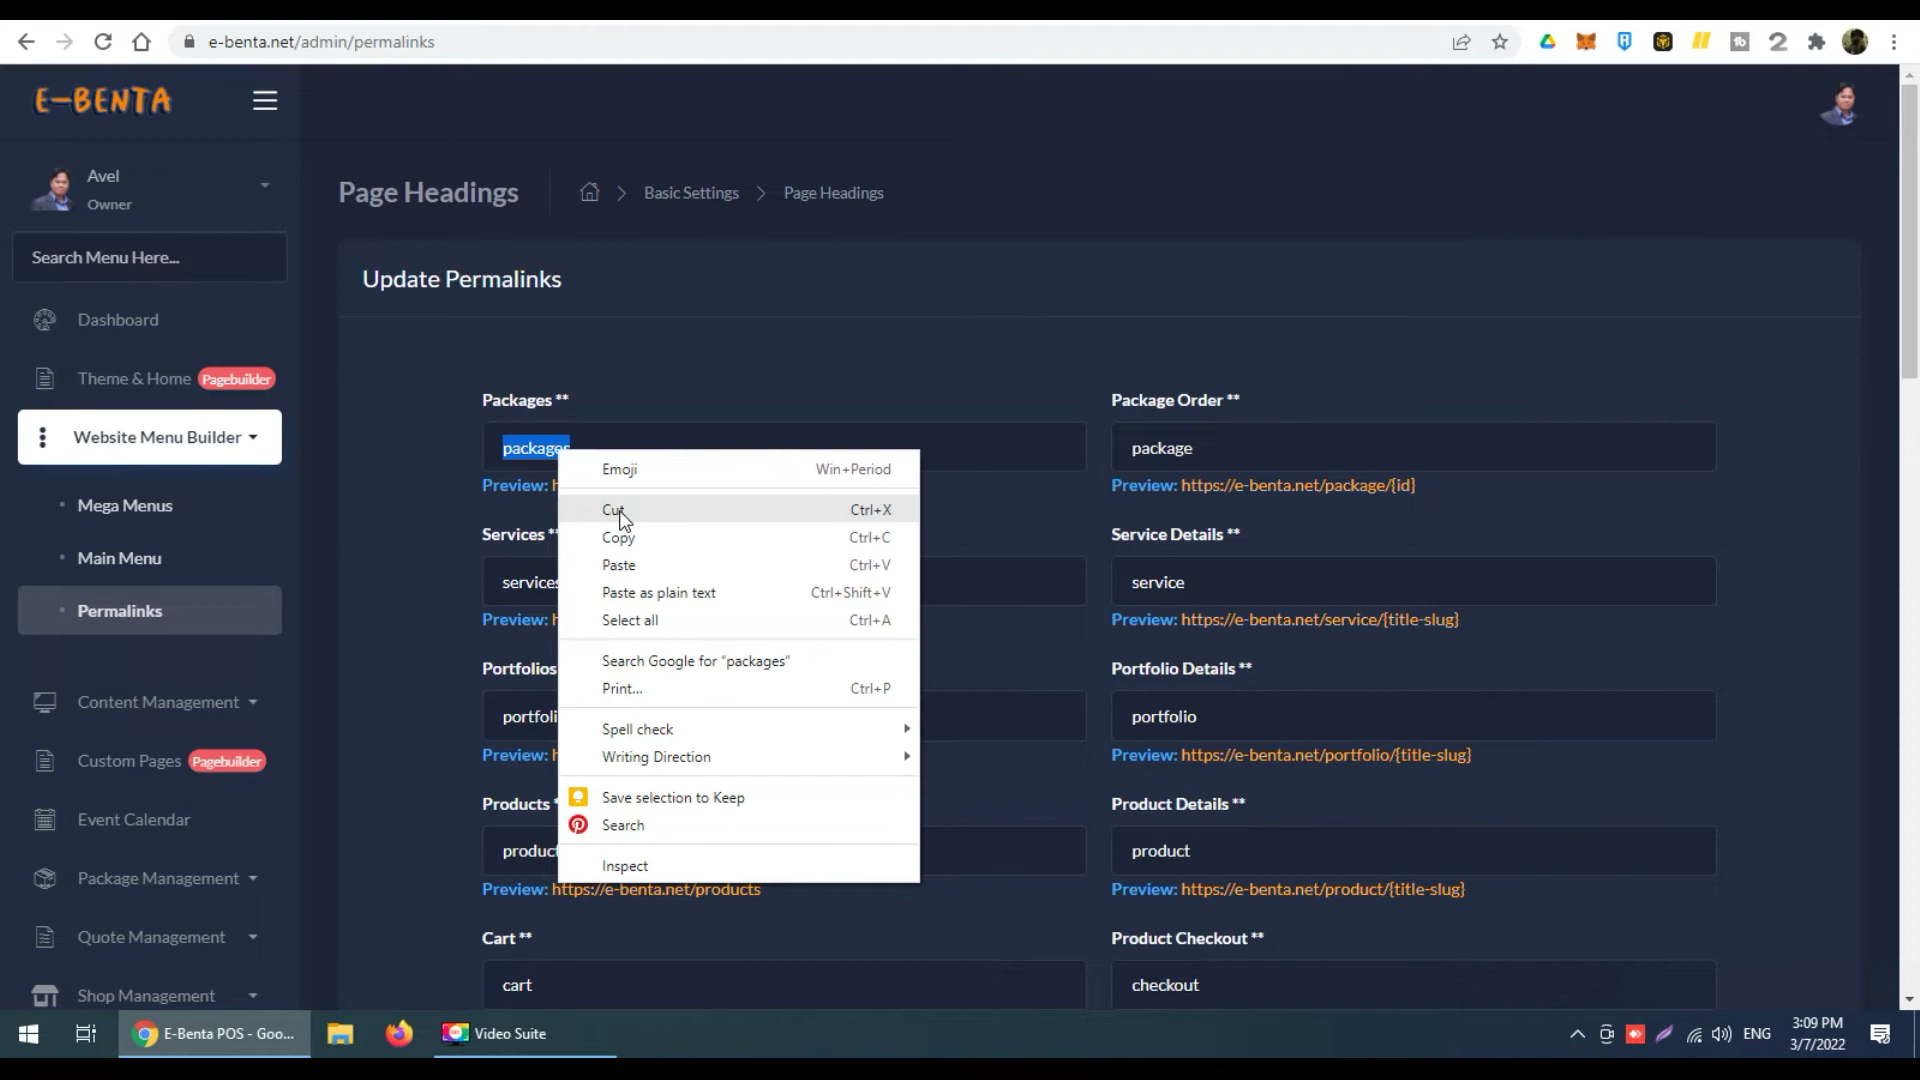 e-benta.net/admin/permalinks
E-BENTA
Avel
Owner
Search Menu Here...
Dashboard
Theme & Home Pagebuilder
Website Menu Builder
Mega Menus
Main Menu
Permalinks
Content Management
Custom Pages Pagebuilder
Event Calendar
Package Management
Quote Management
Shop Management
Page Headings
Basic Settings
Page Headings
Update Permalinks
Packages **
packages
Preview:
Package Order **
package
Preview: https://e-benta.net/package/{id}
Services **
services
Preview:
Service Details **
service
Preview: https://e-benta.net/service/{title-slug}
Portfolios
Preview:
Portfolio Details **
portfolio
Preview: https://e-benta.net/portfolio/{title-slug}
Products
Preview: https://e-benta.net/products
Product Details **
product
Preview: https://e-benta.net/product/{title-slug}
Cart **
cart
Product Checkout **
checkout
Emoji Win+Period
Cut Ctrl+X
Copy Ctrl+C
Paste Ctrl+V
Paste as plain text Ctrl+Shift+V
Select all Ctrl+A
Search Google for "packages"
Print... Ctrl+P
Spell check
Writing Direction
Save selection to Keep
Search
Inspect
E-Benta POS - Goo...
Video Suite
ENG
3:09 PM
3/7/2022